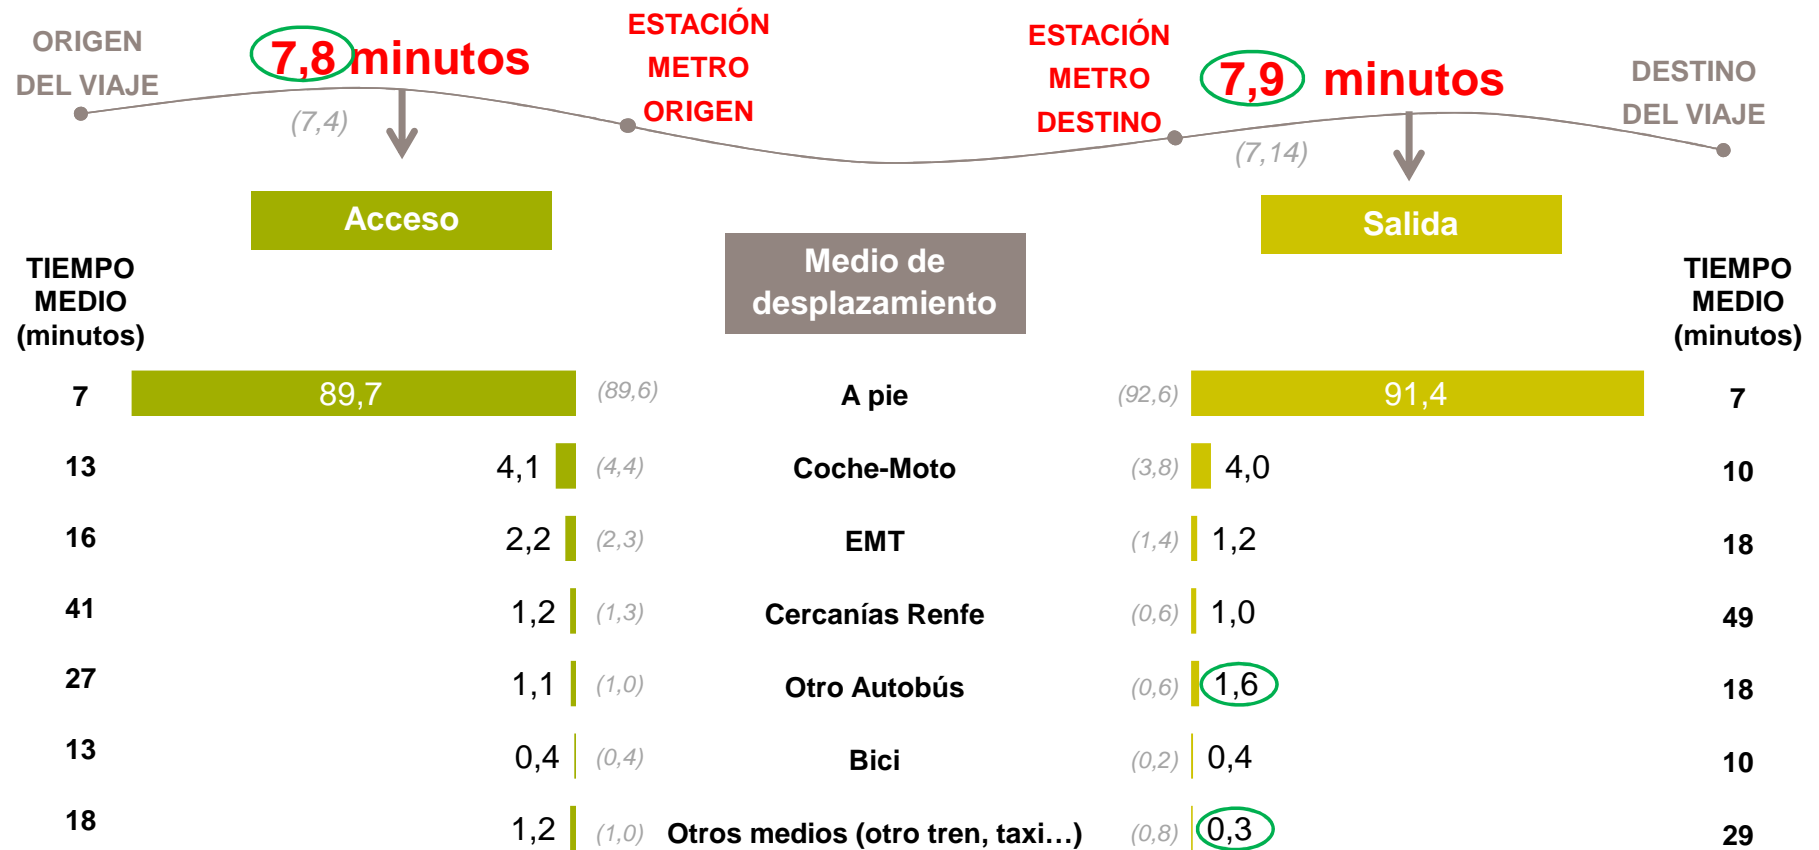 ORIGEN
DEL VIAJE
7,8 minutos
(7,4)
ESTACIÓN
METRO
ORIGEN
ESTACIÓN
METRO
DESTINO
7,9 minutos
(7,14)
DESTINO
DEL VIAJE
Acceso
Salida
Medio de
desplazamiento
TIEMPO
MEDIO
(minutos)
TIEMPO
MEDIO
(minutos)
7 89,7 (89,6) A pie (92,6) 91,4 7
13 4,1 (4,4) Coche-Moto (3,8) 4,0 10
16 2,2 (2,3) EMT (1,4) 1,2 18
41 1,2 (1,3) Cercanías Renfe (0,6) 1,0 49
27 1,1 (1,0) Otro Autobús (0,6) 1,6 18
13 0,4 (0,4) Bici (0,2) 0,4 10
18 1,2 (1,0) Otros medios (otro tren, taxi…) (0,8) 0,3 29